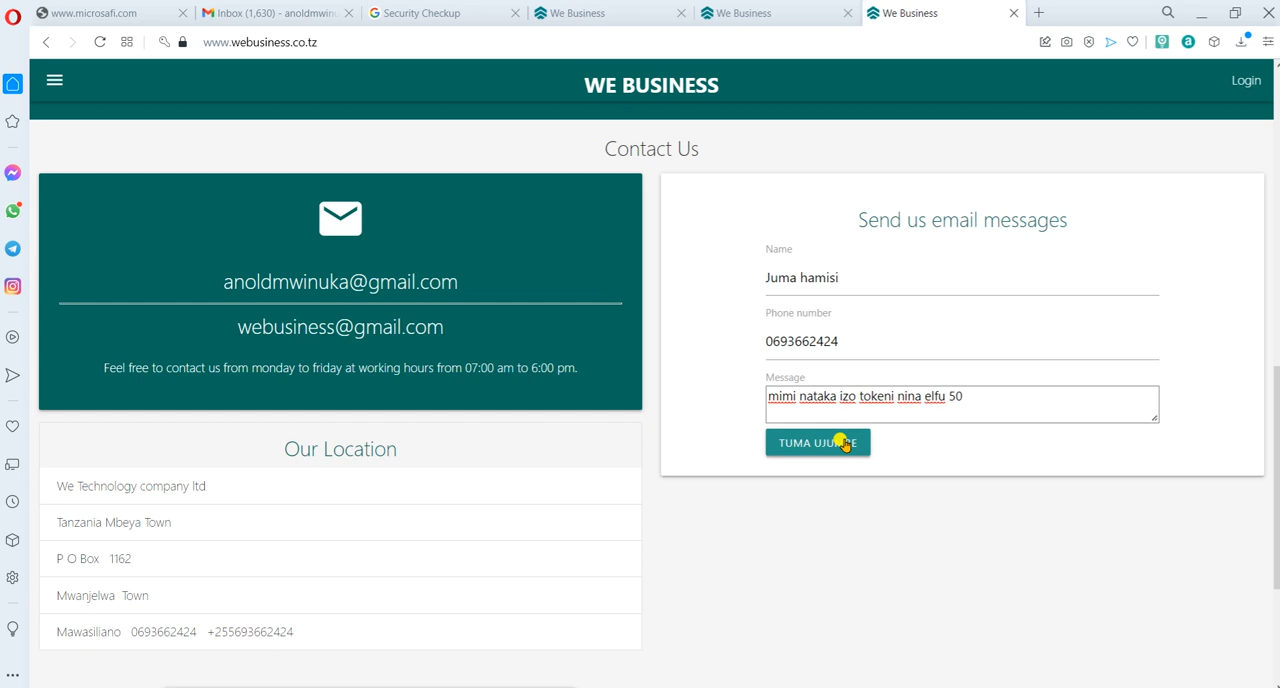 www.microsafi.com
Inbox (1,630) - anoldmwinu
Security Checkup
We Business
We Business
We Business
www.webusiness.co.tz
WE BUSINESS
Login
Contact Us
anoldmwinuka@gmail.com
webusiness@gmail.com
Feel free to contact us from monday to friday at working hours from 07:00 am to 6:00 pm.
Our Location
We Technology company ltd
Tanzania Mbeya Town
P O Box 1162
Mwanjelwa Town
Mawasiliano 0693662424 +255693662424
Send us email messages
Name
Juma hamisi
Phone number
0693662424
Message
mimi nataka izo tokeni nina elfu 50
TUMA